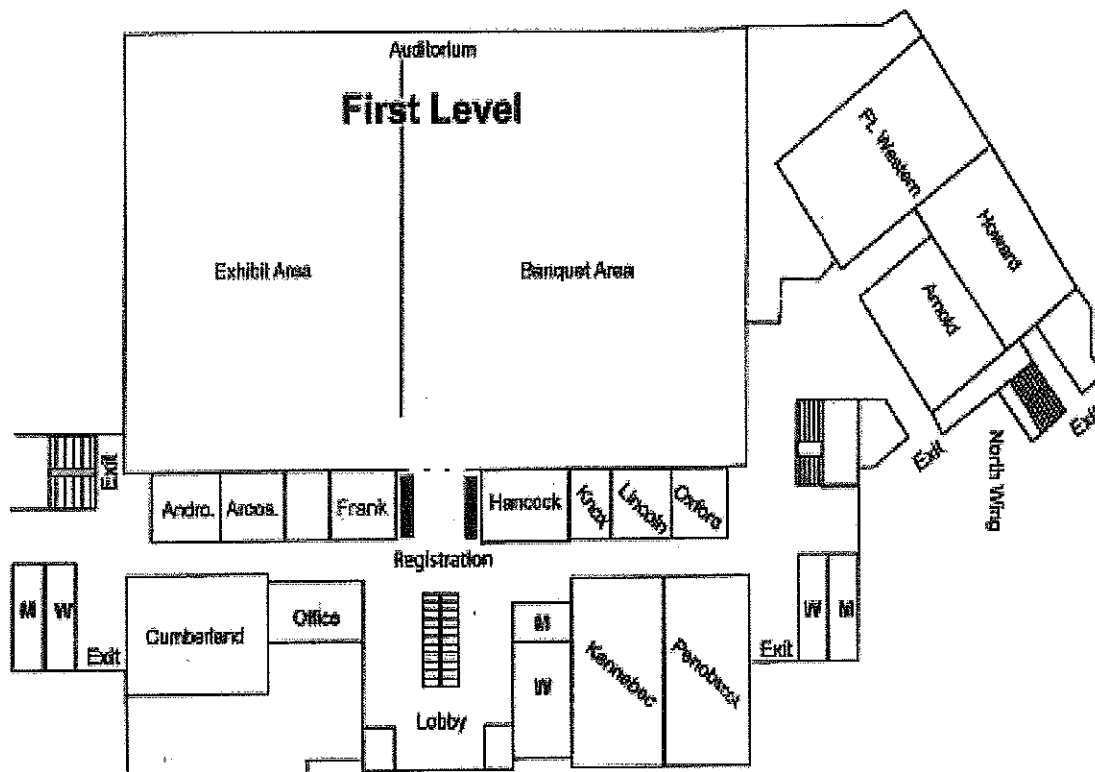 Auditorium
First Level
Ft. Western
Howard
Exhibit Area
Banquet Area
Arnold
Exit
Exit
Exit
North Wing
Andro.
Aroos.
Frank
Hancock
Knox
Lincoln
Oxford
Registration
M
W
Exit
Cumberland
Office
M
W
Kennebec
Penobscot
Exit
W
M
Lobby